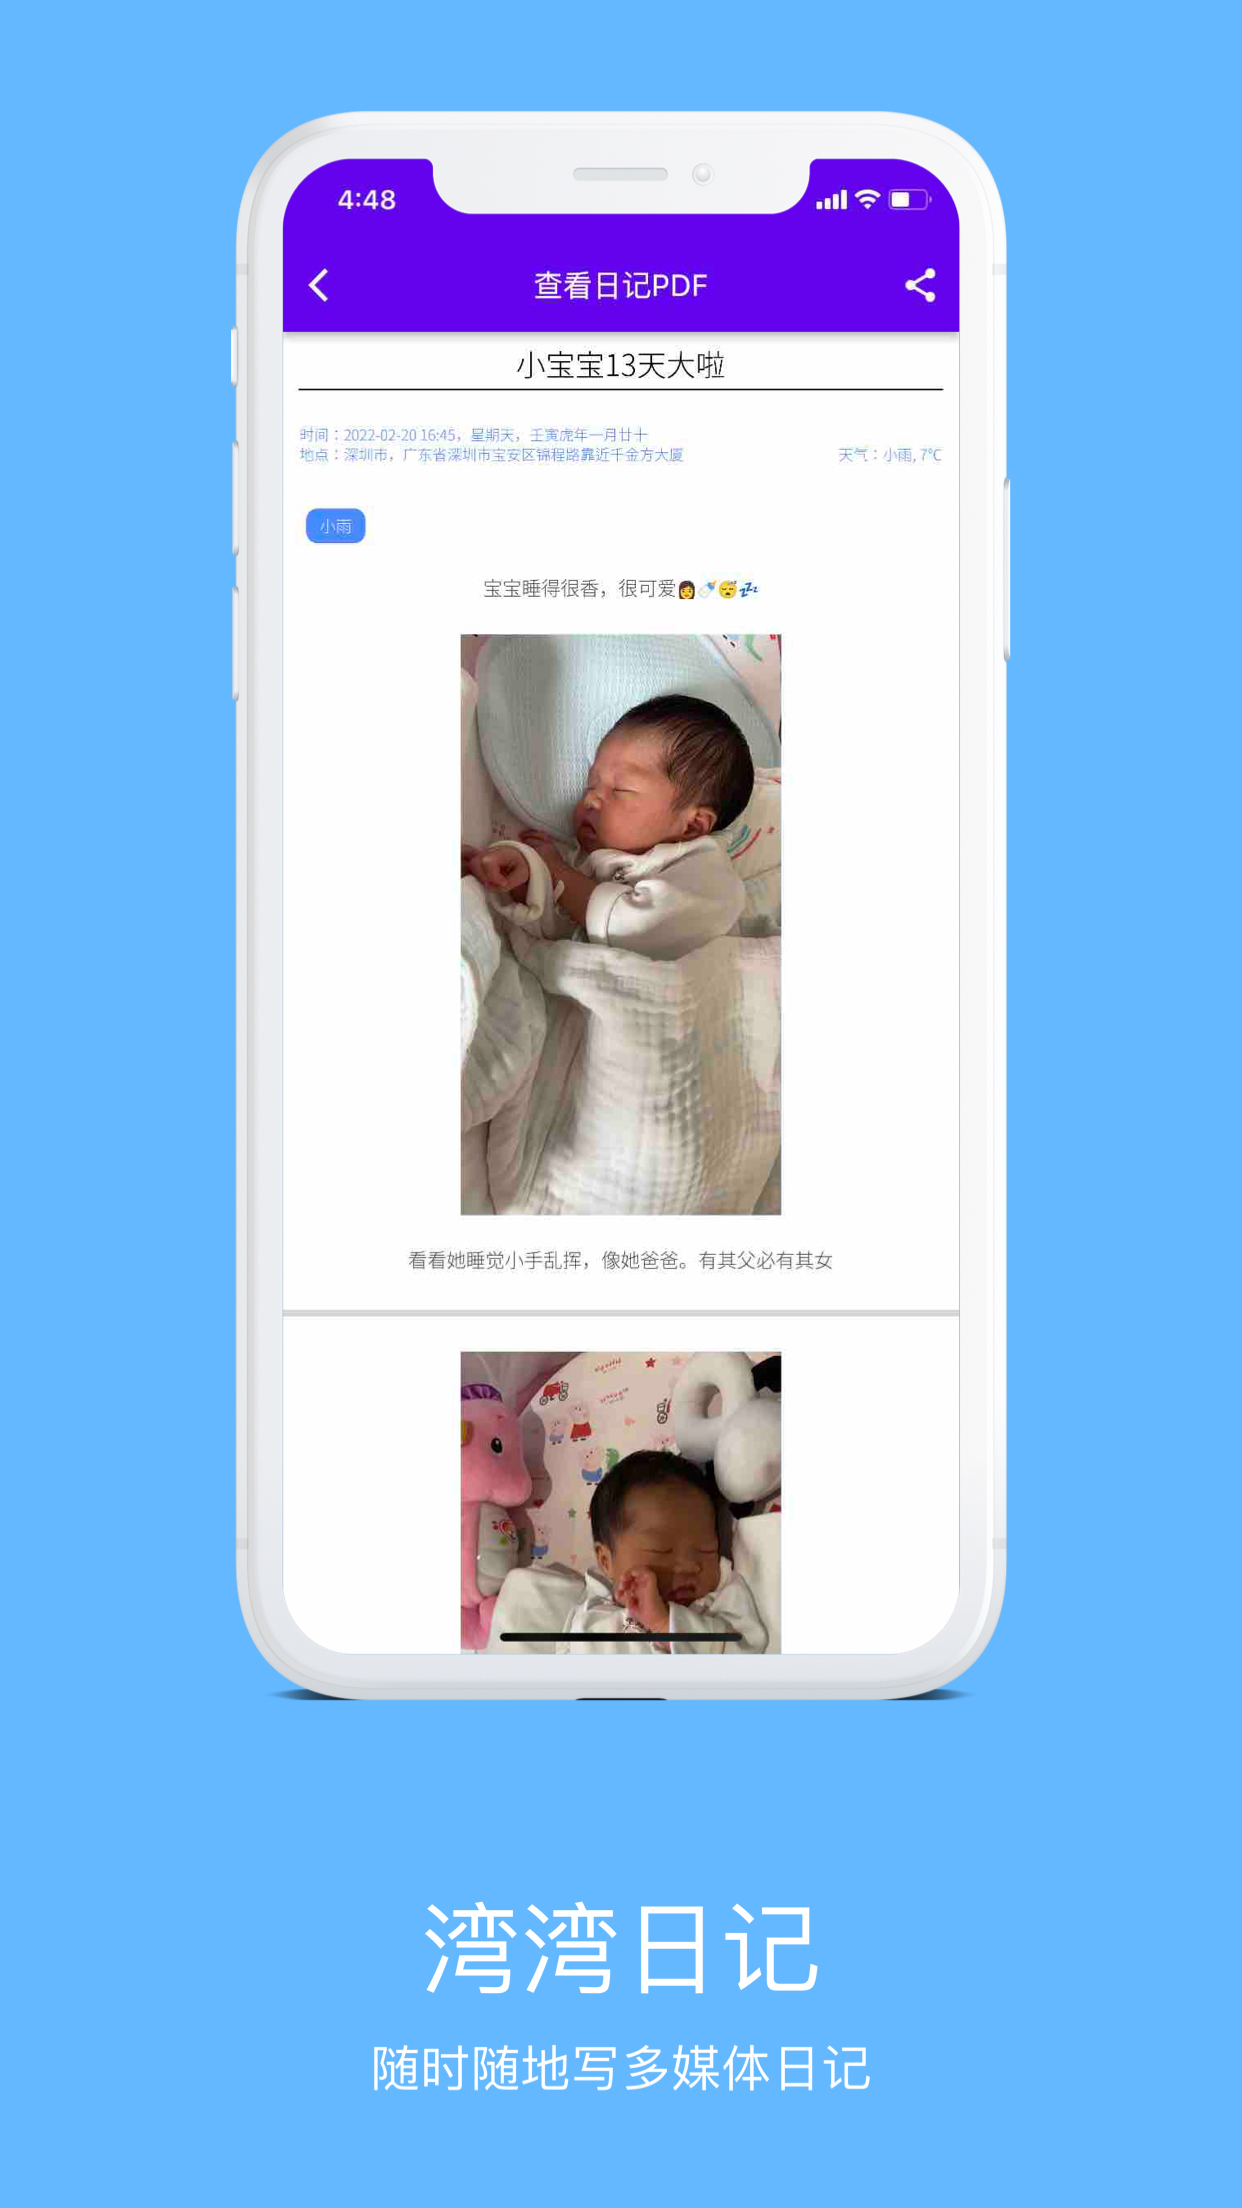 4:48
查看日记PDF
小宝宝13天大啦
时间：2022-02-20 16:45，星期天，壬寅虎年一月廿十
地点：深圳市，广东省深圳市宝安区锦程路靠近千金方大厦
天气：小雨, 7℃
小雨
宝宝睡得很香，很可爱👩🍼😴💤
看看她睡觉小手乱挥，像她爸爸。有其父必有其女
湾湾日记
随时随地写多媒体日记